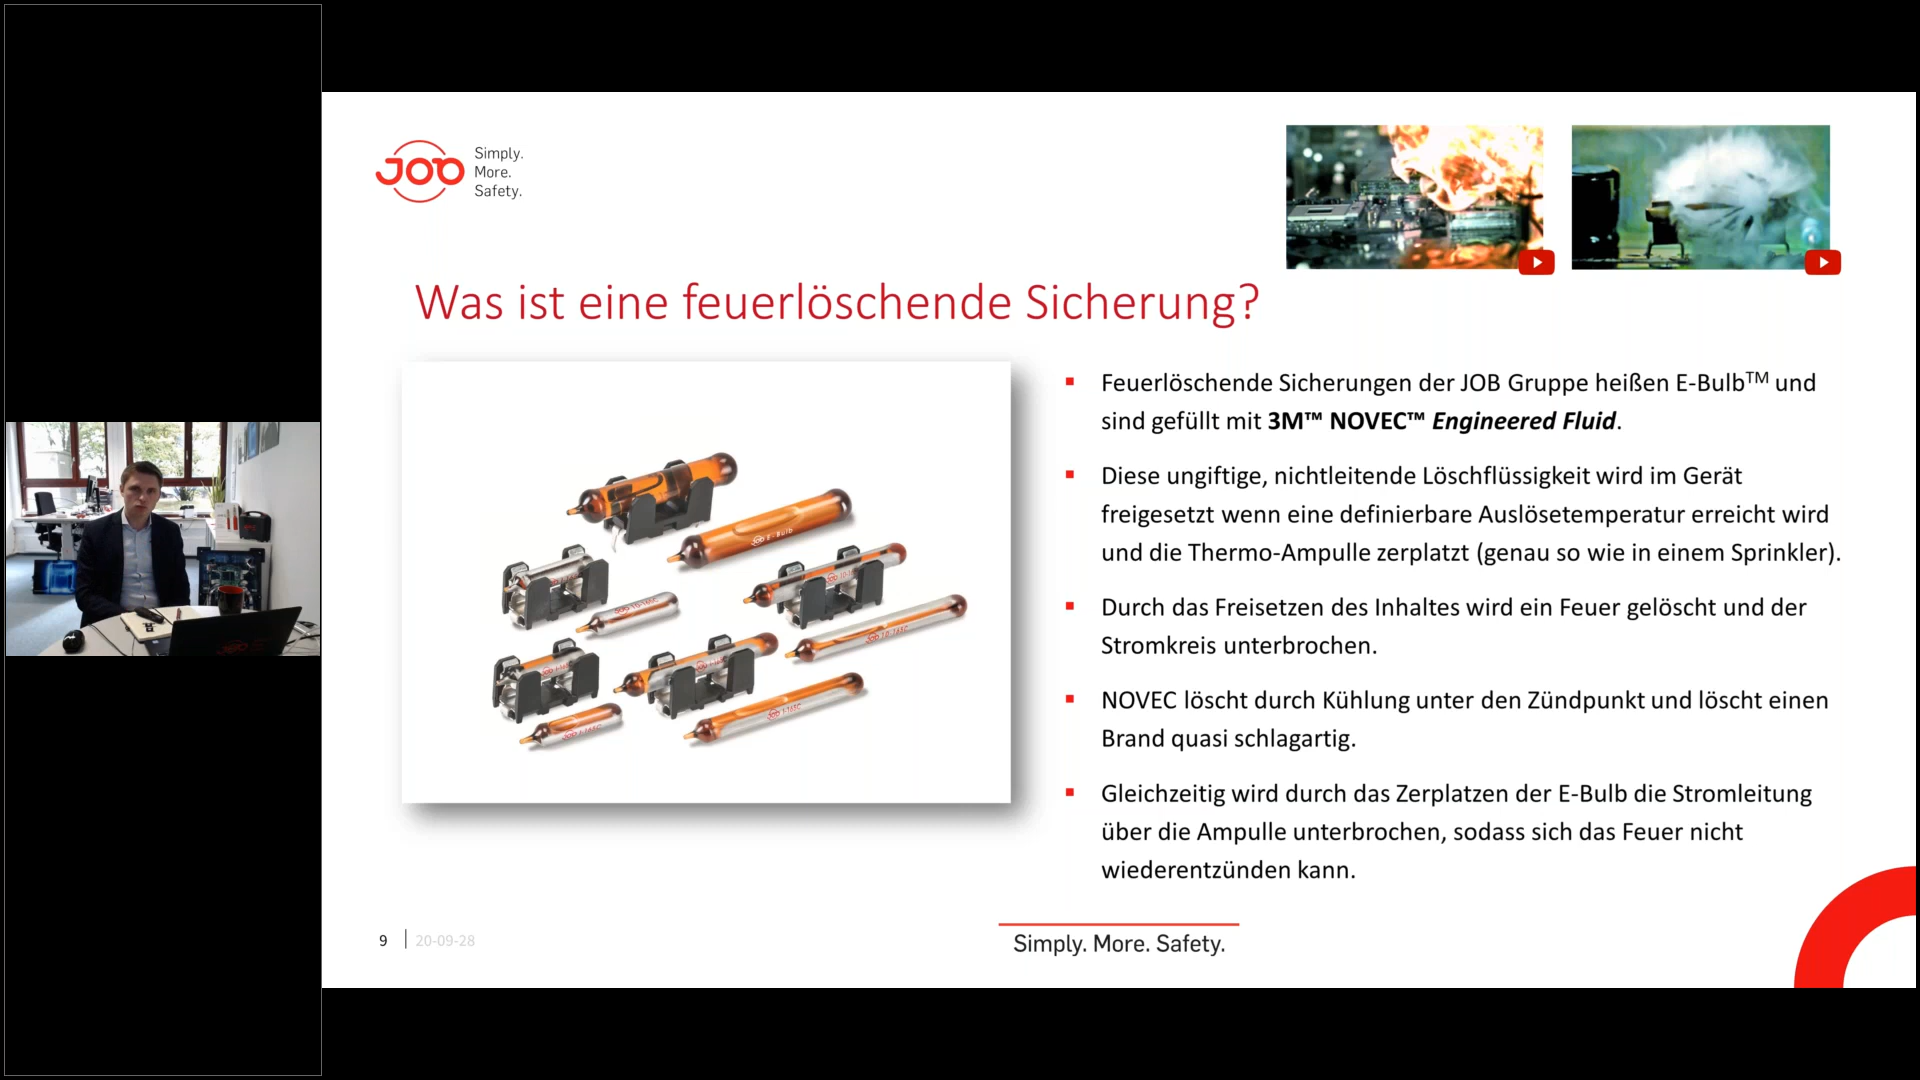 JOB
Simply.
More.
Safety.
Was ist eine feuerlöschende Sicherung?
Feuerlöschende Sicherungen der JOB Gruppe heißen E-Bulb™ und
sind gefüllt mit 3M™ NOVEC™ Engineered Fluid.
Diese ungiftige, nichtleitende Löschflüssigkeit wird im Gerät
freigesetzt wenn eine definierbare Auslösetemperatur erreicht wird
und die Thermo-Ampulle zerplatzt (genau so wie in einem Sprinkler).
Durch das Freisetzen des Inhaltes wird ein Feuer gelöscht und der
Stromkreis unterbrochen.
NOVEC löscht durch Kühlung unter den Zündpunkt und löscht einen
Brand quasi schlagartig.
Gleichzeitig wird durch das Zerplatzen der E-Bulb die Stromleitung
über die Ampulle unterbrochen, sodass sich das Feuer nicht
wiederentzünden kann.
JOB E-Bulb
9
20-09-28
Simply. More. Safety.